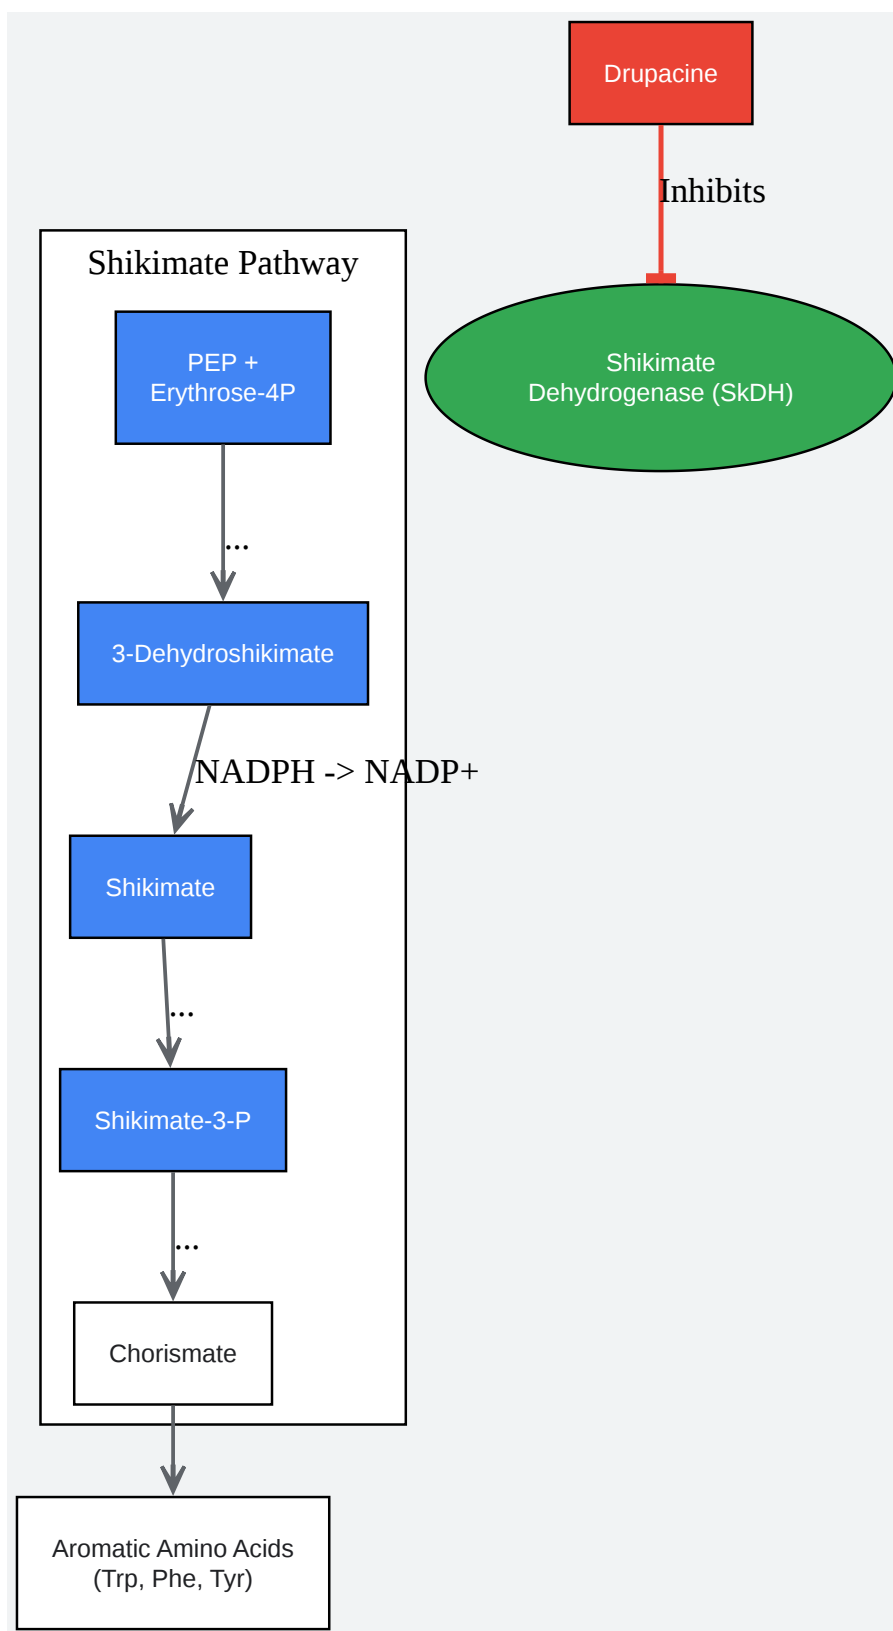 Drupacine
Inhibits
Shikimate Pathway
PEP +
Erythrose-4P
Shikimate
Dehydrogenase (SkDH)
...
3-Dehydroshikimate
NADPH -> NADP+
Shikimate
...
Shikimate-3-P
...
Chorismate
Aromatic Amino Acids
(Trp, Phe, Tyr)